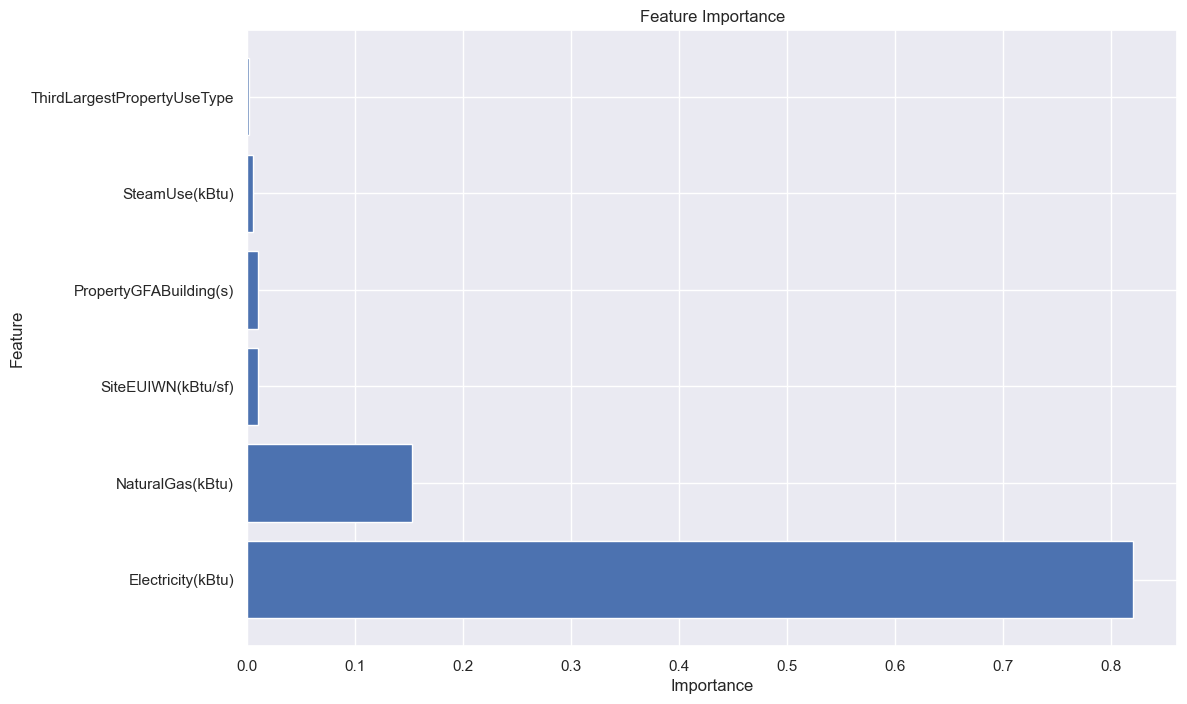 Feature Importance
Feature
ThirdLargestPropertyUseType
SteamUse(kBtu)
PropertyGFABuilding(s)
SiteEUIWN(kBtu/sf)
NaturalGas(kBtu)
Electricity(kBtu)
0.0 0.1 0.2 0.3 0.4 0.5 0.6 0.7 0.8
Importance